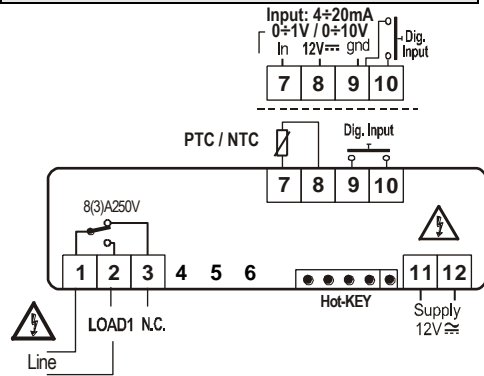 Input: 4÷20mA
0÷1V / 0÷10V
In 12V⎓ gnd
Dig.
Input
7 8 9 10
PTC / NTC
Dig. Input
7 8 9 10
8(3)A250V
1 2 3 4 5 6
11 12
Hot-KEY
LOAD1 N.C.
Supply
12V≂
Line